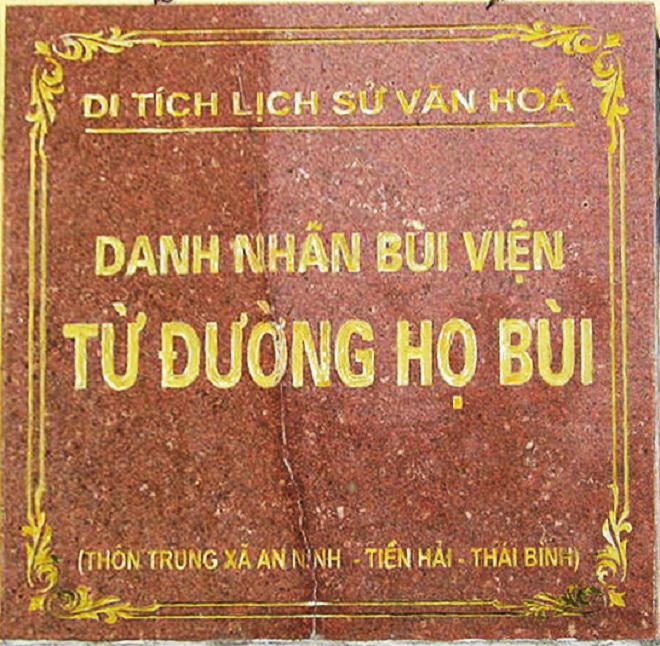 DI TÍCH LỊCH SỬ VĂN HOÁ
DANH NHÂN BÙI VIỆN
TỪ ĐƯỜNG HỌ BÙI
(THÔN TRUNG XÃ AN NINH - TIỀN HẢI - THÁI BÌNH)